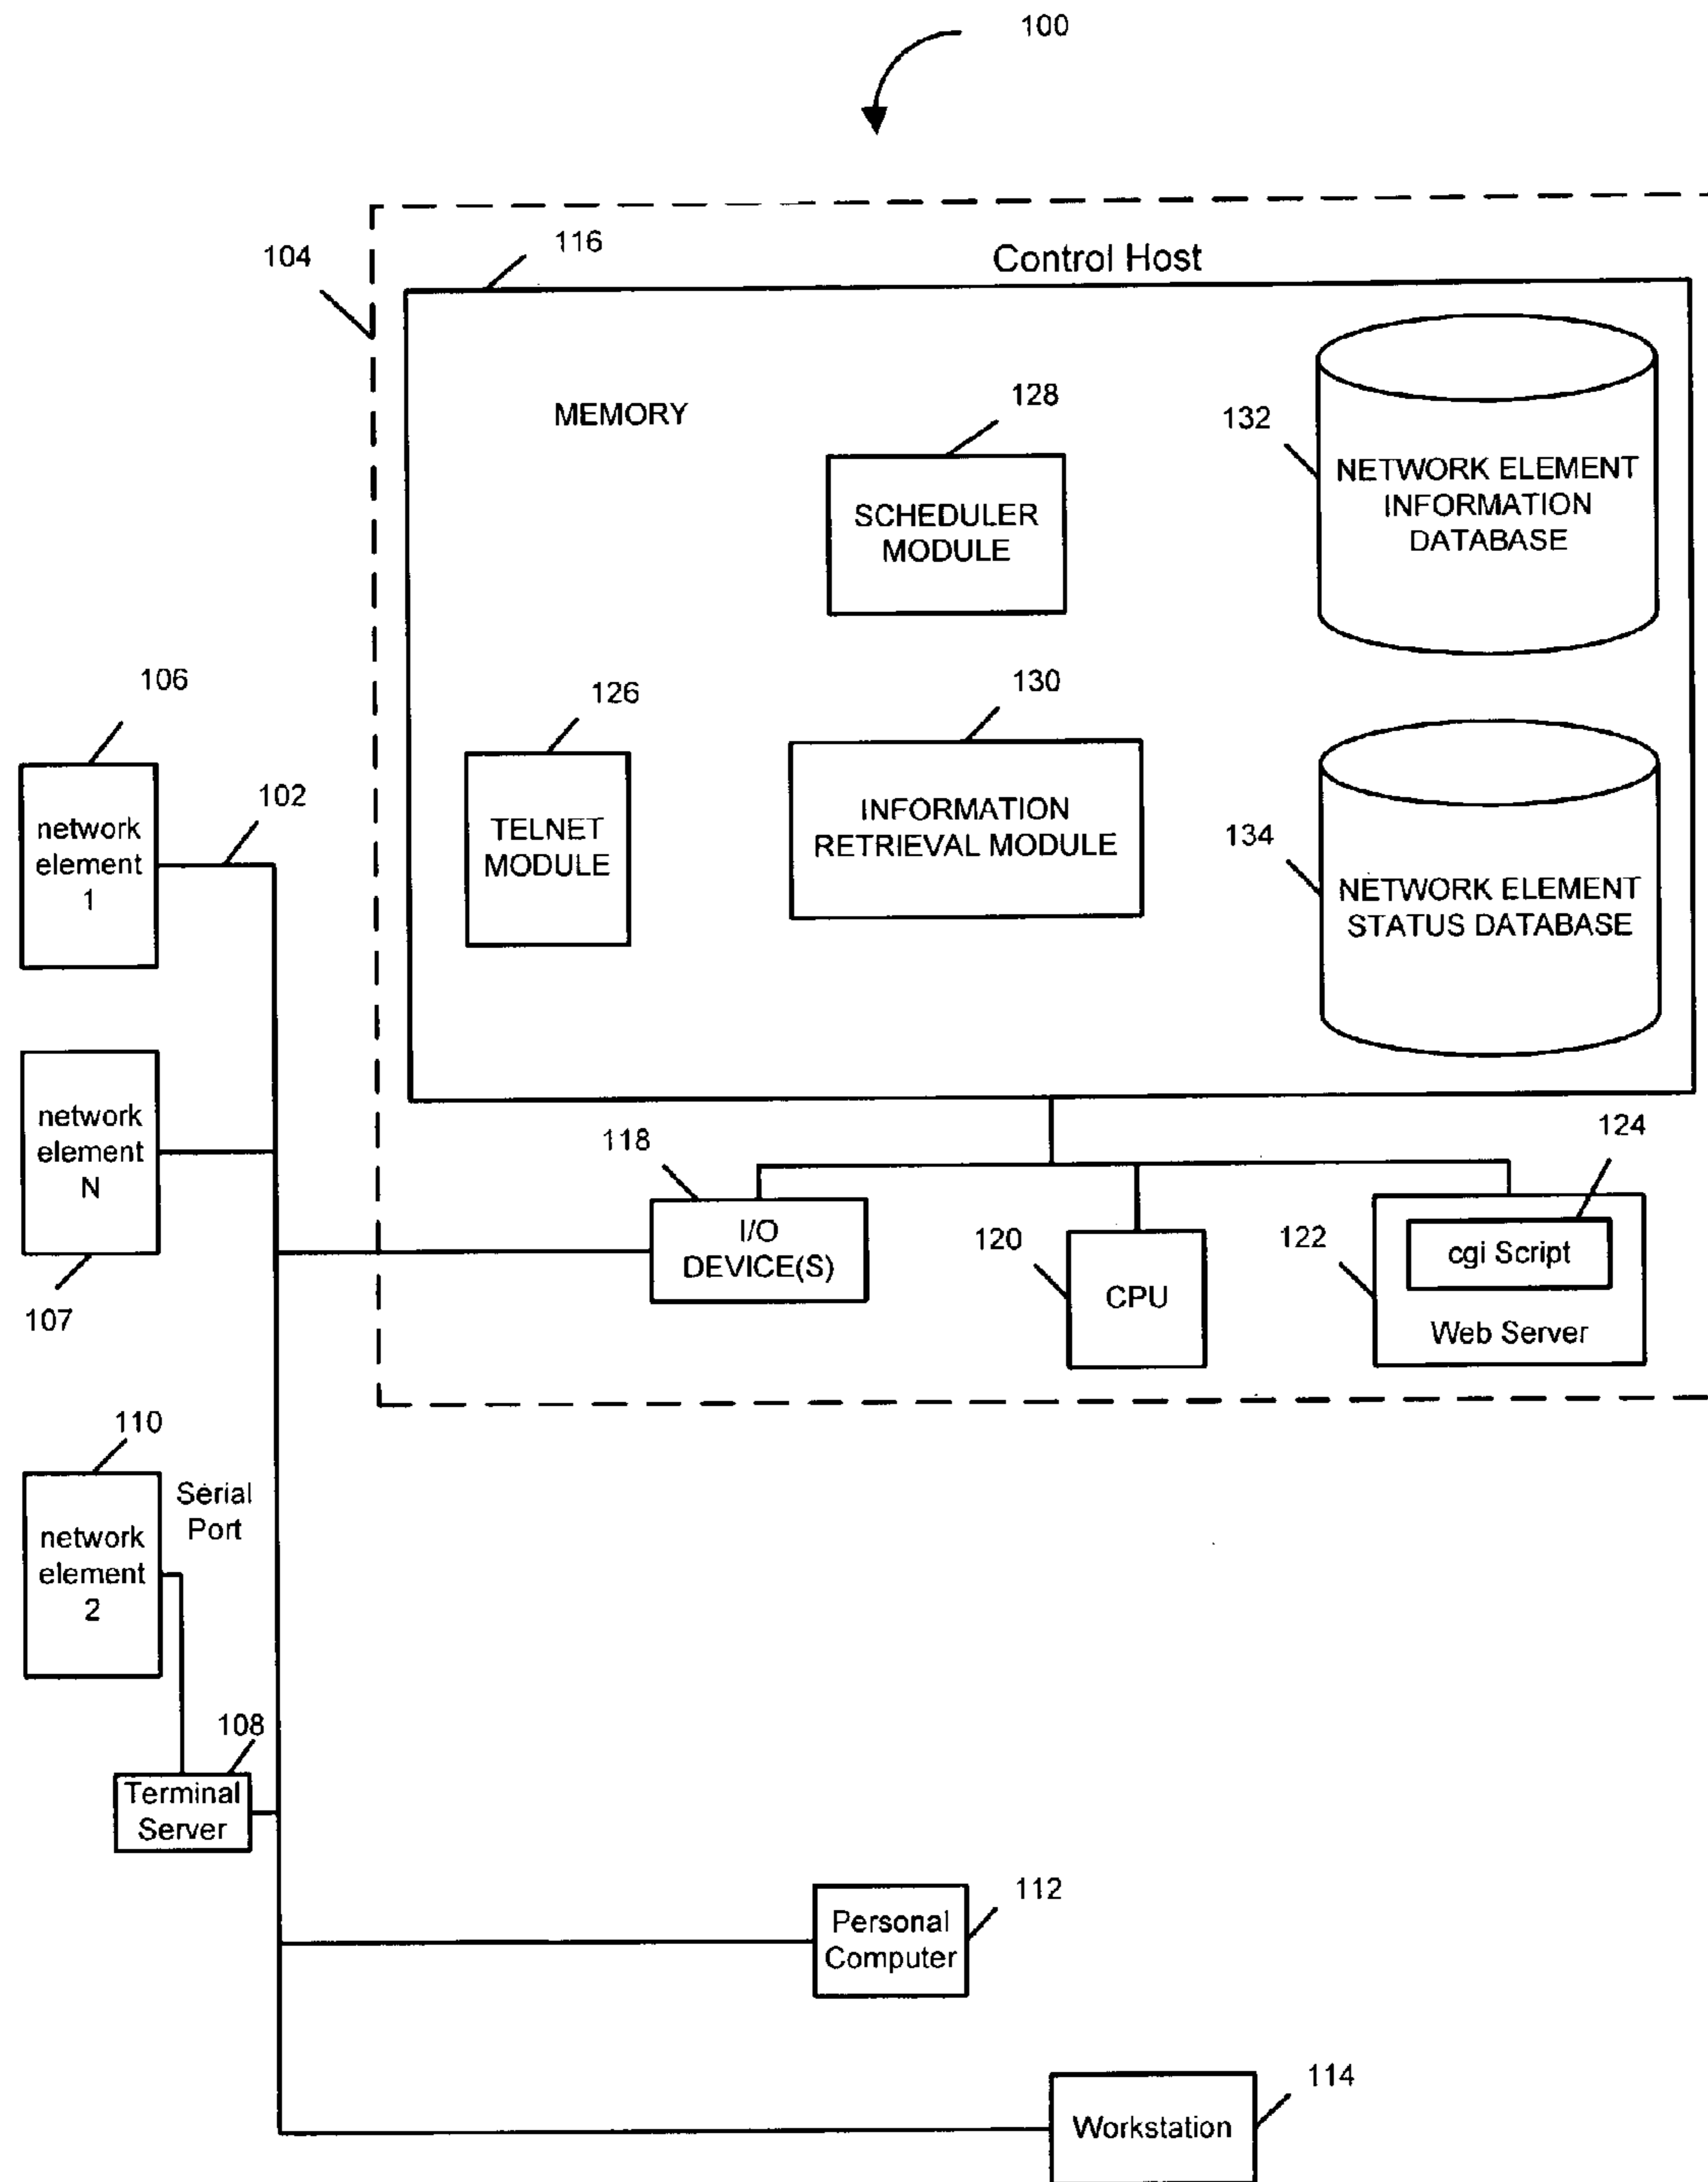 100
104
116
Control Host
MEMORY
128
SCHEDULER
MODULE
132
NETWORK ELEMENT
INFORMATION
DATABASE
106
network
element
1
102
126
TELNET
MODULE
130
INFORMATION
RETRIEVAL MODULE
134
NETWORK ELEMENT
STATUS DATABASE
network
element
N
107
118
I/O
DEVICE(S)
120
CPU
122
124
cgi Script
Web Server
110
network
element
2
Serial
Port
108
Terminal
Server
112
Personal
Computer
114
Workstation